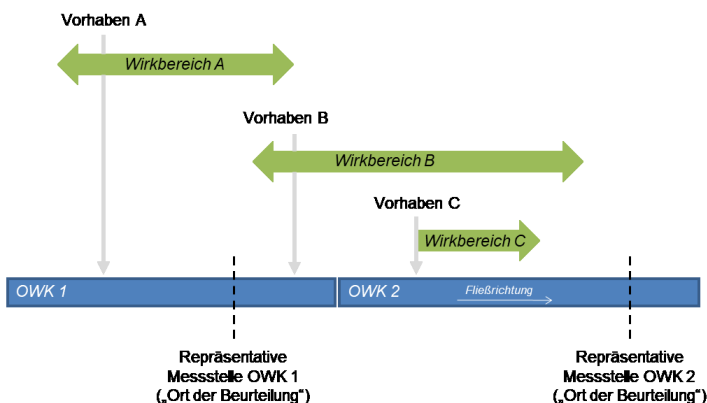 Vorhaben A
Wirkbereich A
Vorhaben B
Wirkbereich B
Vorhaben C
Wirkbereich C
OWK 1
OWK 2
Fließrichtung
Repräsentative
Messstelle OWK 1
(„Ort der Beurteilung“)
Repräsentative
Messstelle OWK 2
(„Ort der Beurteilung“)